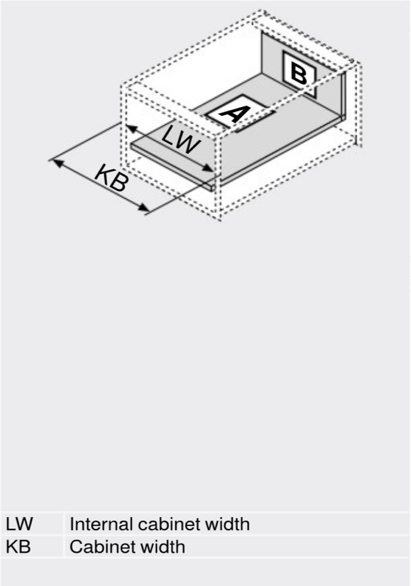 B
A
LW
KB
LW Internal cabinet width
KB Cabinet width